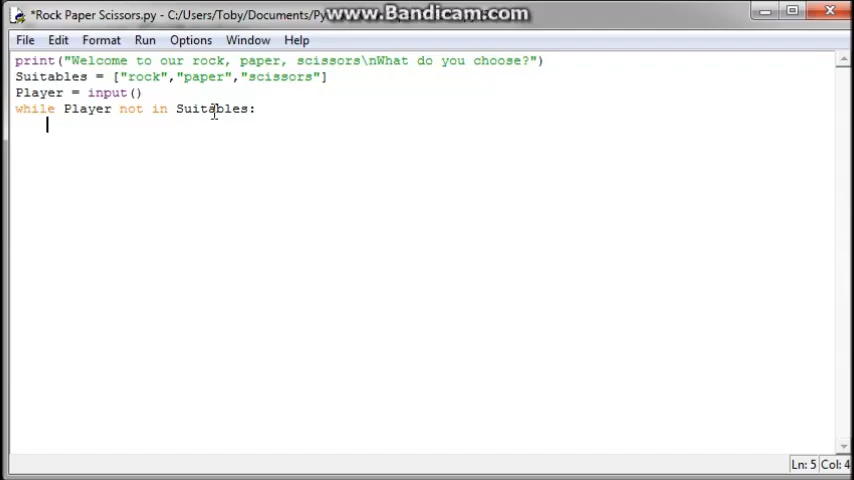 *Rock Paper Scissors.py - C:/Users/Toby/Documents/Py
www.Bandicam.com
File Edit Format Run Options Window Help
print("Welcome to our rock, paper, scissors\nWhat do you choose?")
Suitables = ["rock","paper","scissors"]
Player = input()
while Player not in Suitables:
Ln: 5 Col: 4